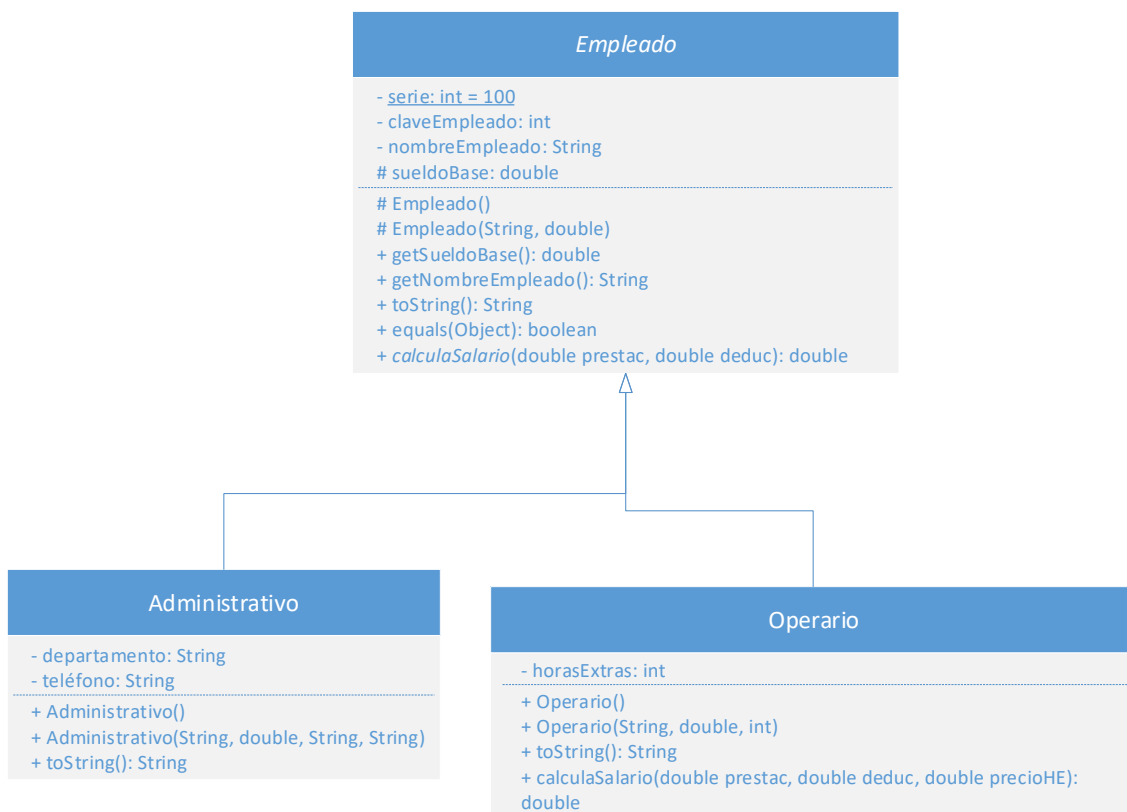 Empleado
- serie: int = 100
- claveEmpleado: int
- nombreEmpleado: String
# sueldoBase: double
# Empleado()
# Empleado(String, double)
+ getSueldoBase(): double
+ getNombreEmpleado(): String
+ toString(): String
+ equals(Object): boolean
+ calculaSalario(double prestac, double deduc): double
Administrativo
- departamento: String
- teléfono: String
+ Administrativo()
+ Administrativo(String, double, String, String)
+ toString(): String
Operario
- horasExtras: int
+ Operario()
+ Operario(String, double, int)
+ toString(): String
+ calculaSalario(double prestac, double deduc, double precioHE):
double